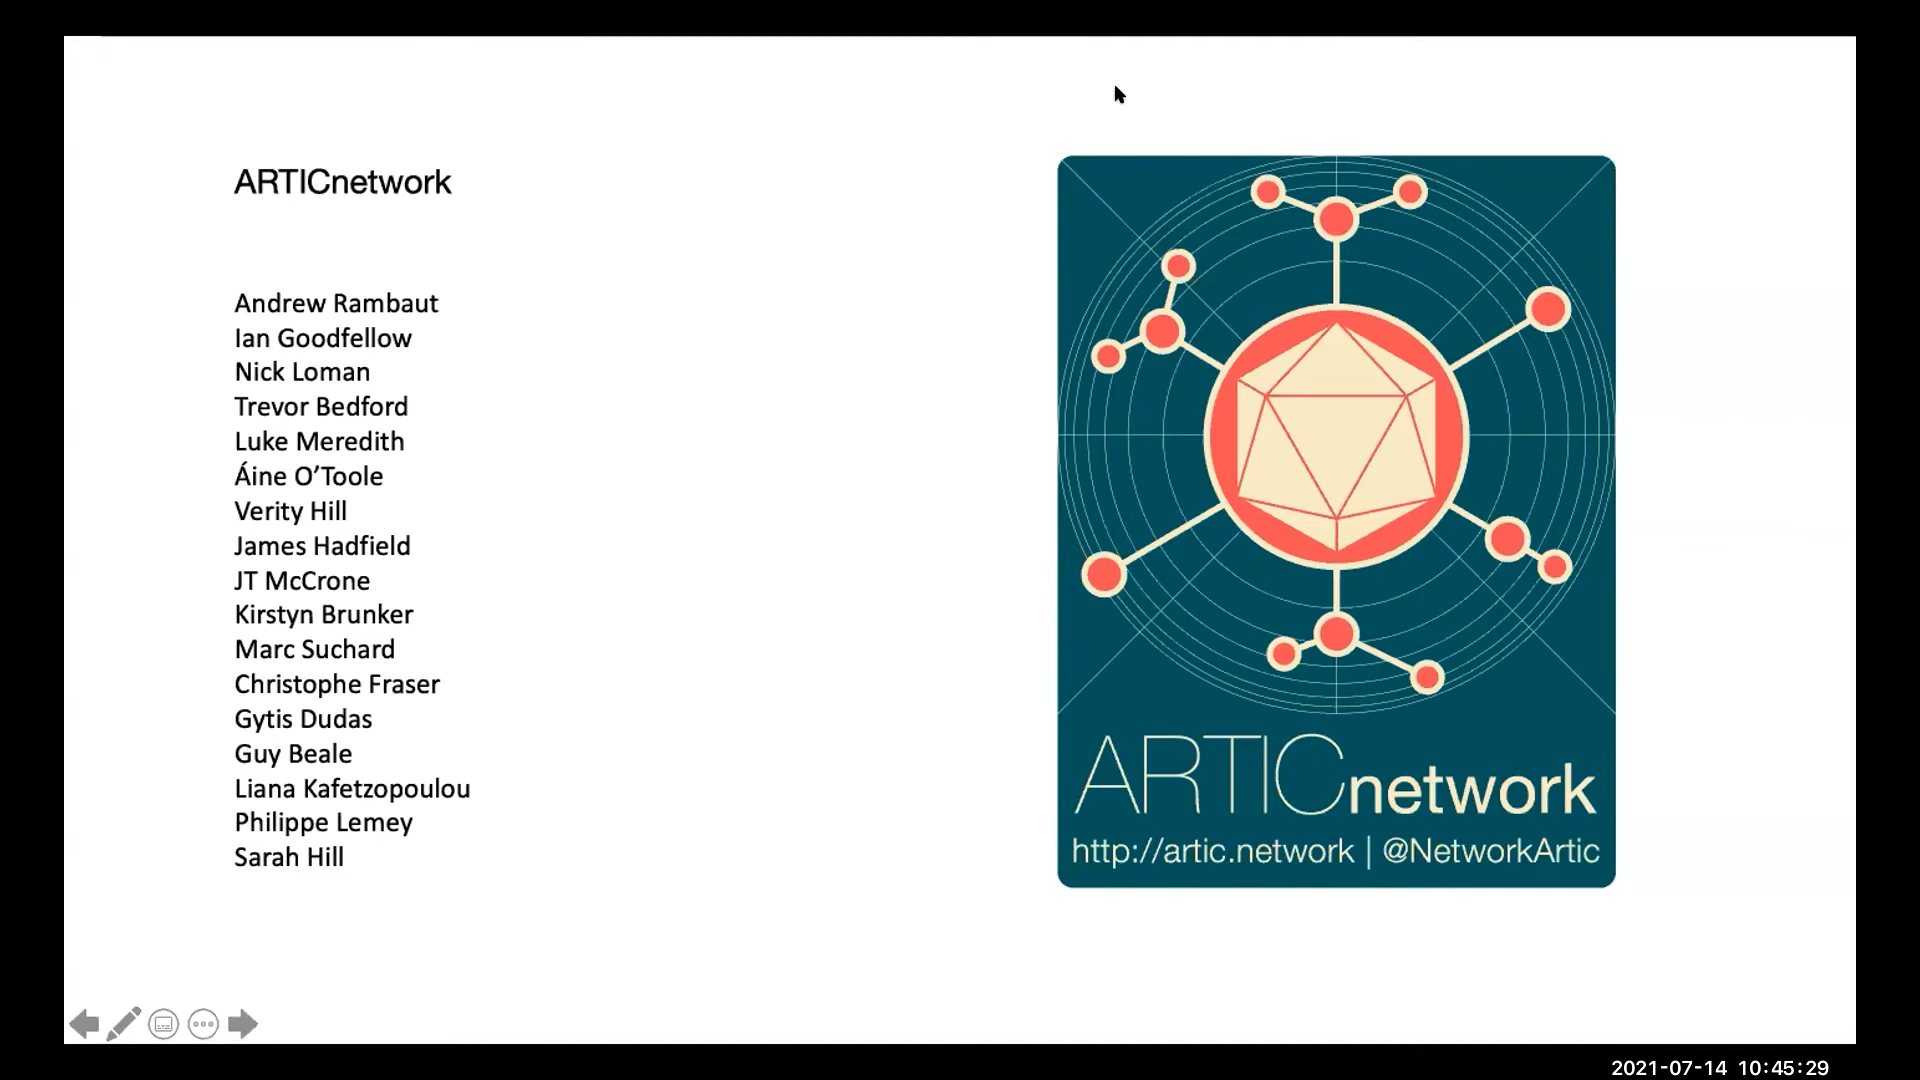 ARTICnetwork
Andrew Rambaut
Ian Goodfellow
Nick Loman
Trevor Bedford
Luke Meredith
Áine O’Toole
Verity Hill
James Hadfield
JT McCrone
Kirstyn Brunker
Marc Suchard
Christophe Fraser
Gytis Dudas
Guy Beale
Liana Kafetzopoulou
Philippe Lemey
Sarah Hill
ARTICnetwork
http://artic.network | @NetworkArtic
2021-07-14 10:45:29